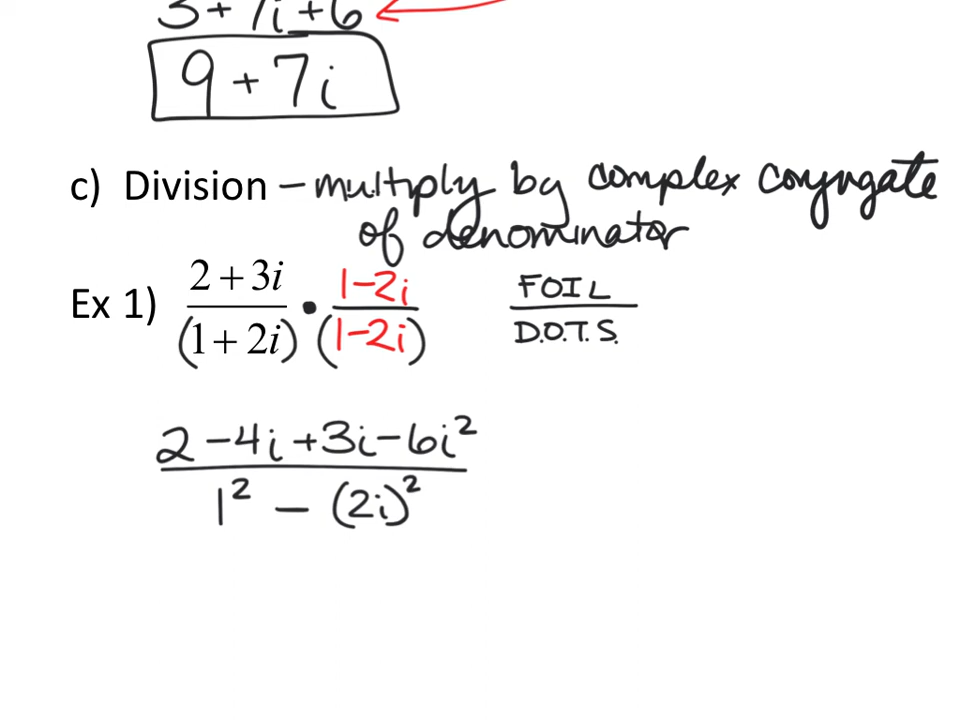 3 + 7i + 6
9 + 7i
c) Division – multiply by complex conjugate
of denominator
Ex 1) (2 + 3i)/(1 + 2i) • (1-2i)/(1-2i) FOIL/D.O.T.S.
2 - 4i + 3i - 6i²
1² - (2i)²